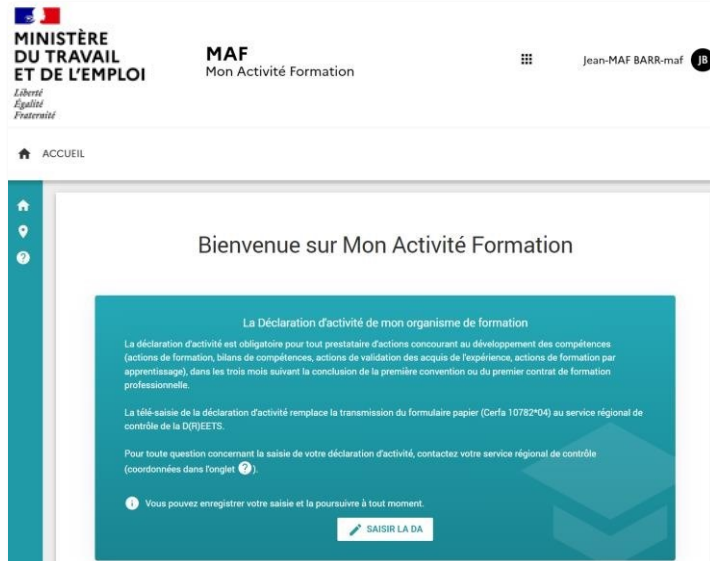 MINISTÈRE
DU TRAVAIL
ET DE L'EMPLOI
Liberté
Égalité
Fraternité
MAF
Mon Activité Formation
Jean-MAF BARR-maf
JB
ACCUEIL
Bienvenue sur Mon Activité Formation
La Déclaration d'activité de mon organisme de formation
La déclaration d'activité est obligatoire pour tout prestataire d'actions concourant au développement des compétences
(actions de formation, bilans de compétences, actions de validation des acquis de l'expérience, actions de formation par
apprentissage), dans les trois mois suivant la conclusion de la première convention ou du premier contrat de formation
professionnelle.
La télé-saisie de la déclaration d'activité remplace la transmission du formulaire papier (Cerfa 10782*04) au service régional de
contrôle de la D(R)EETS.
Pour toute question concernant la saisie de votre déclaration d'activité, contactez votre service régional de contrôle
(coordonnées dans l'onglet ?).
Vous pouvez enregistrer votre saisie et la poursuivre à tout moment.
SAISIR LA DA